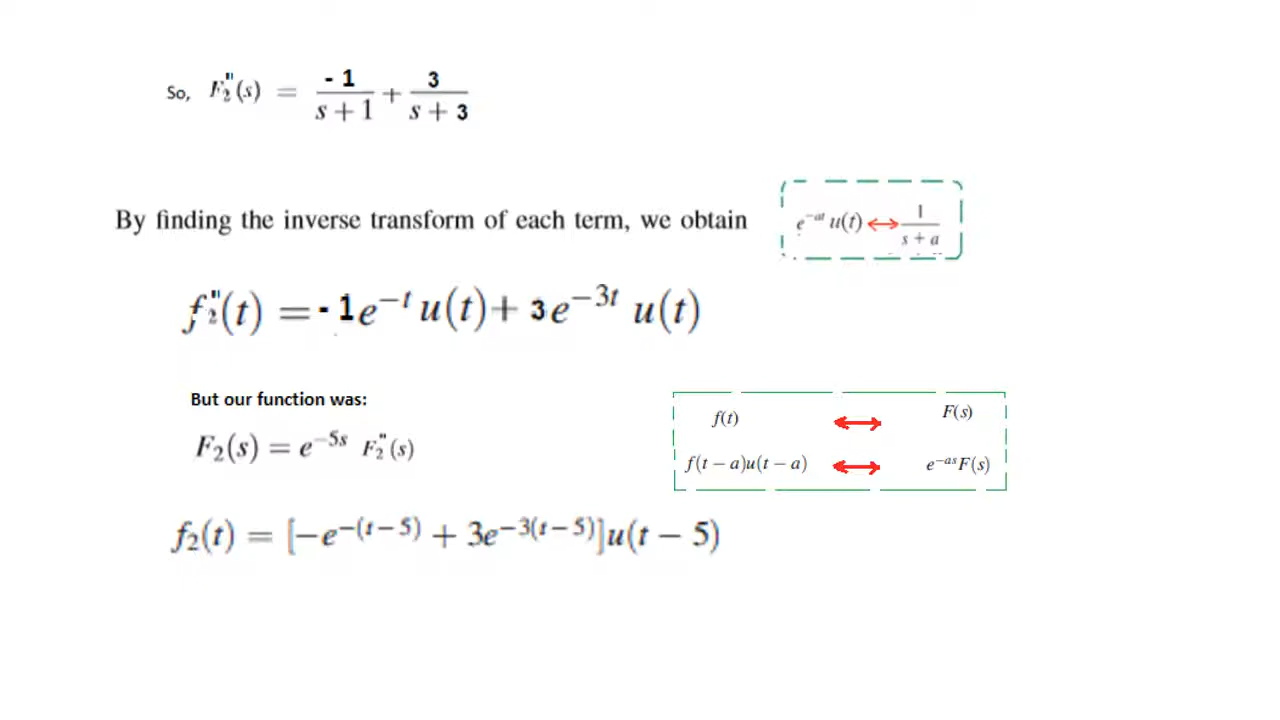 So, F₂"(s) = -1/(s + 1) + 3/(s + 3)
By finding the inverse transform of each term, we obtain
e^{-at} u(t) ↔ 1/(s + a)
f₂"(t) = -1e^{-t} u(t) + 3e^{-3t} u(t)
But our function was:
f(t) ↔ F(s)
F₂(s) = e^{-5s} F₂"(s)
f(t − a)u(t − a) ↔ e^{-as}F(s)
f₂(t) = [−e^{-(t−5)} + 3e^{-3(t−5)}]u(t − 5)